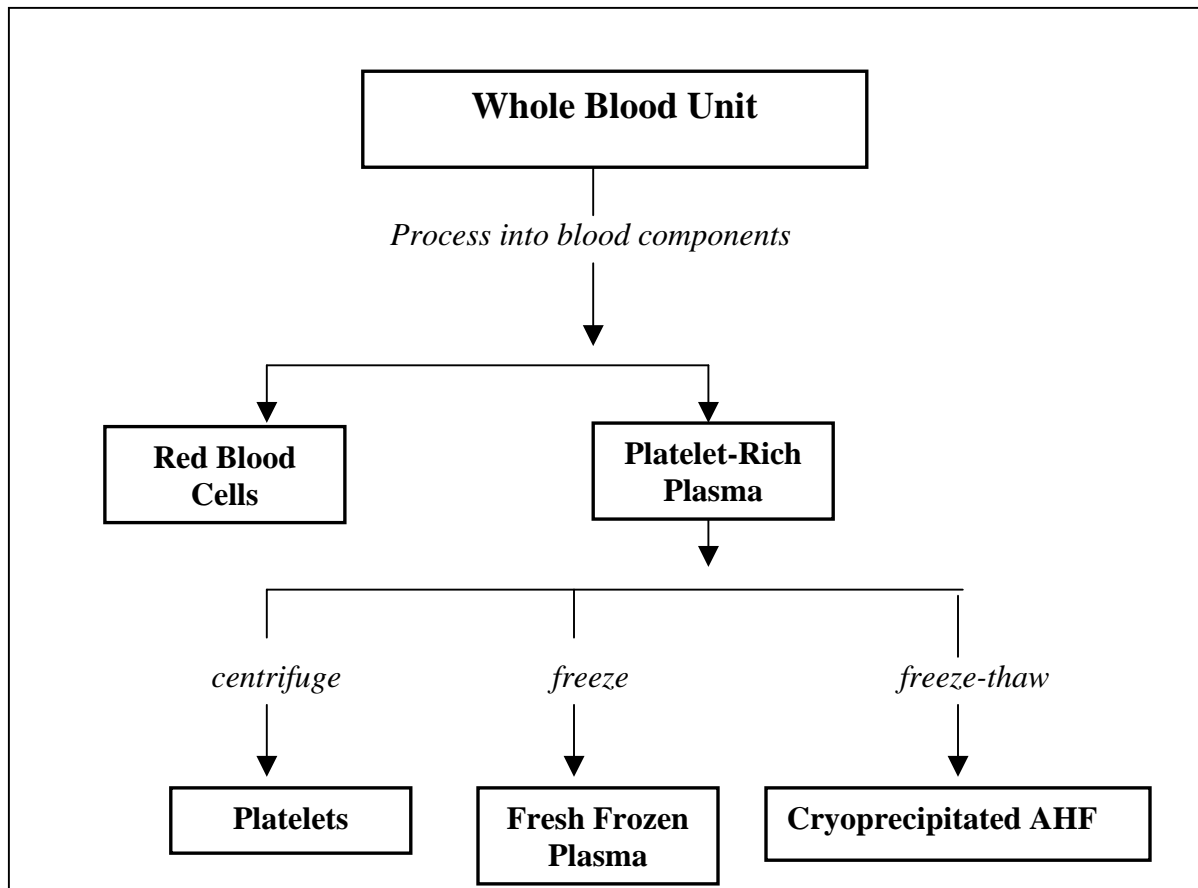 Whole Blood Unit
Process into blood components
Red Blood
Cells
Platelet-Rich
Plasma
centrifuge
freeze
freeze-thaw
Platelets
Fresh Frozen
Plasma
Cryoprecipitated AHF